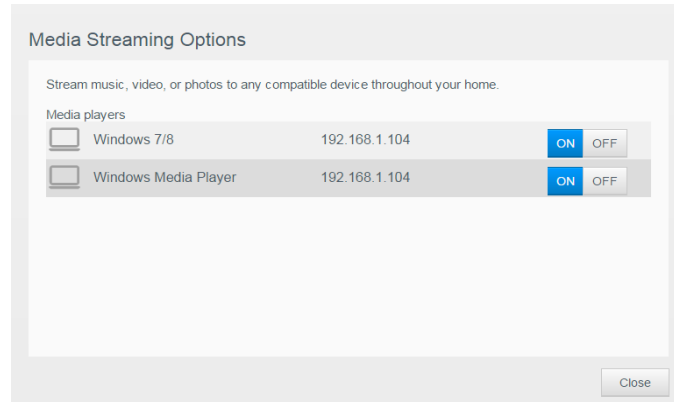 Media Streaming Options
Stream music, video, or photos to any compatible device throughout your home.
Media players
Windows 7/8 192.168.1.104 ON OFF
Windows Media Player 192.168.1.104 ON OFF
Close